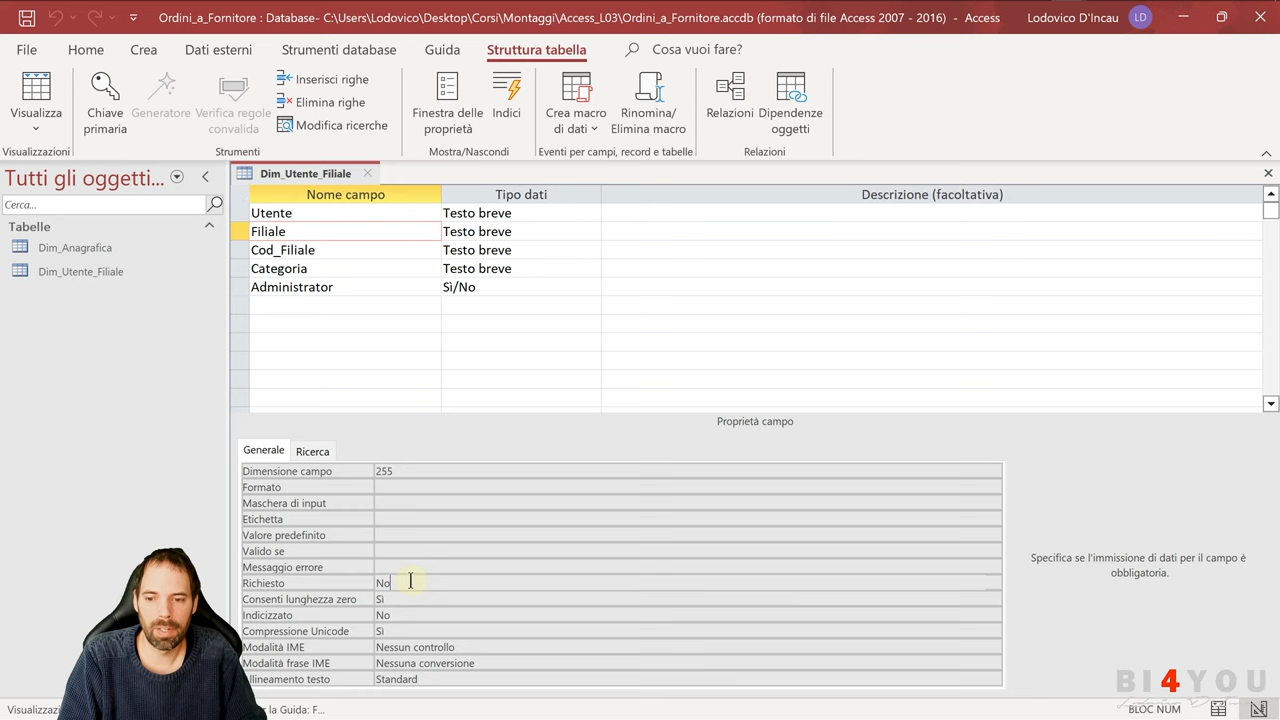 Ordini_a_Fornitore : Database- C:\Users\Lodovico\Desktop\Corsi\Montaggi\Access_L03\Ordini_a_Fornitore.accdb (formato di file Access 2007 - 2016) - Access
Lodovico D'Incau
LD
File Home Crea Dati esterni Strumenti database Guida Struttura tabella Cosa vuoi fare?
Visualizza
Chiave primaria
Generatore
Verifica regole convalida
Inserisci righe
Elimina righe
Modifica ricerche
Finestra delle proprietà
Indici
Crea macro di dati
Rinomina/ Elimina macro
Relazioni
Dipendenze oggetti
Visualizzazioni Strumenti Mostra/Nascondi Eventi per campi, record e tabelle Relazioni
Tutti gli oggetti...
Cerca...
Tabelle
Dim_Anagrafica
Dim_Utente_Filiale
Dim_Utente_Filiale
Nome campo Tipo dati Descrizione (facoltativa)
Utente Testo breve
Filiale Testo breve
Cod_Filiale Testo breve
Categoria Testo breve
Administrator Sì/No
Proprietà campo
Generale Ricerca
Dimensione campo 255
Formato
Maschera di input
Etichetta
Valore predefinito
Valido se
Messaggio errore
Richiesto No
Consenti lunghezza zero Sì
Indicizzato No
Compressione Unicode Sì
Modalità IME Nessun controllo
Modalità frase IME Nessuna conversione
llineamento testo Standard
Specifica se l'immissione di dati per il campo è
obbligatoria.
BI4YOU
Visualizzazi r la Guida: F...
BLOC NUM